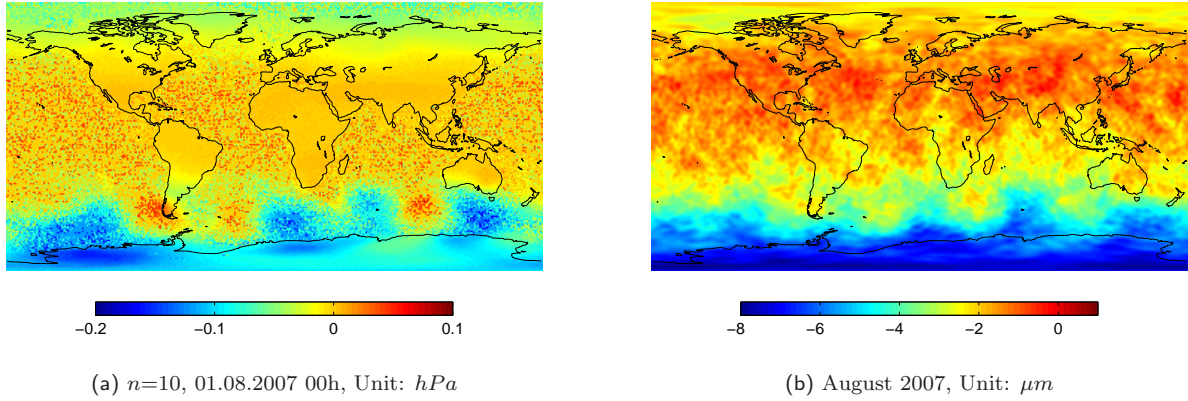 −0.2 −0.1 0 0.1
−8 −6 −4 −2 0
(a) n=10, 01.08.2007 00h, Unit: hPa
(b) August 2007, Unit: μm